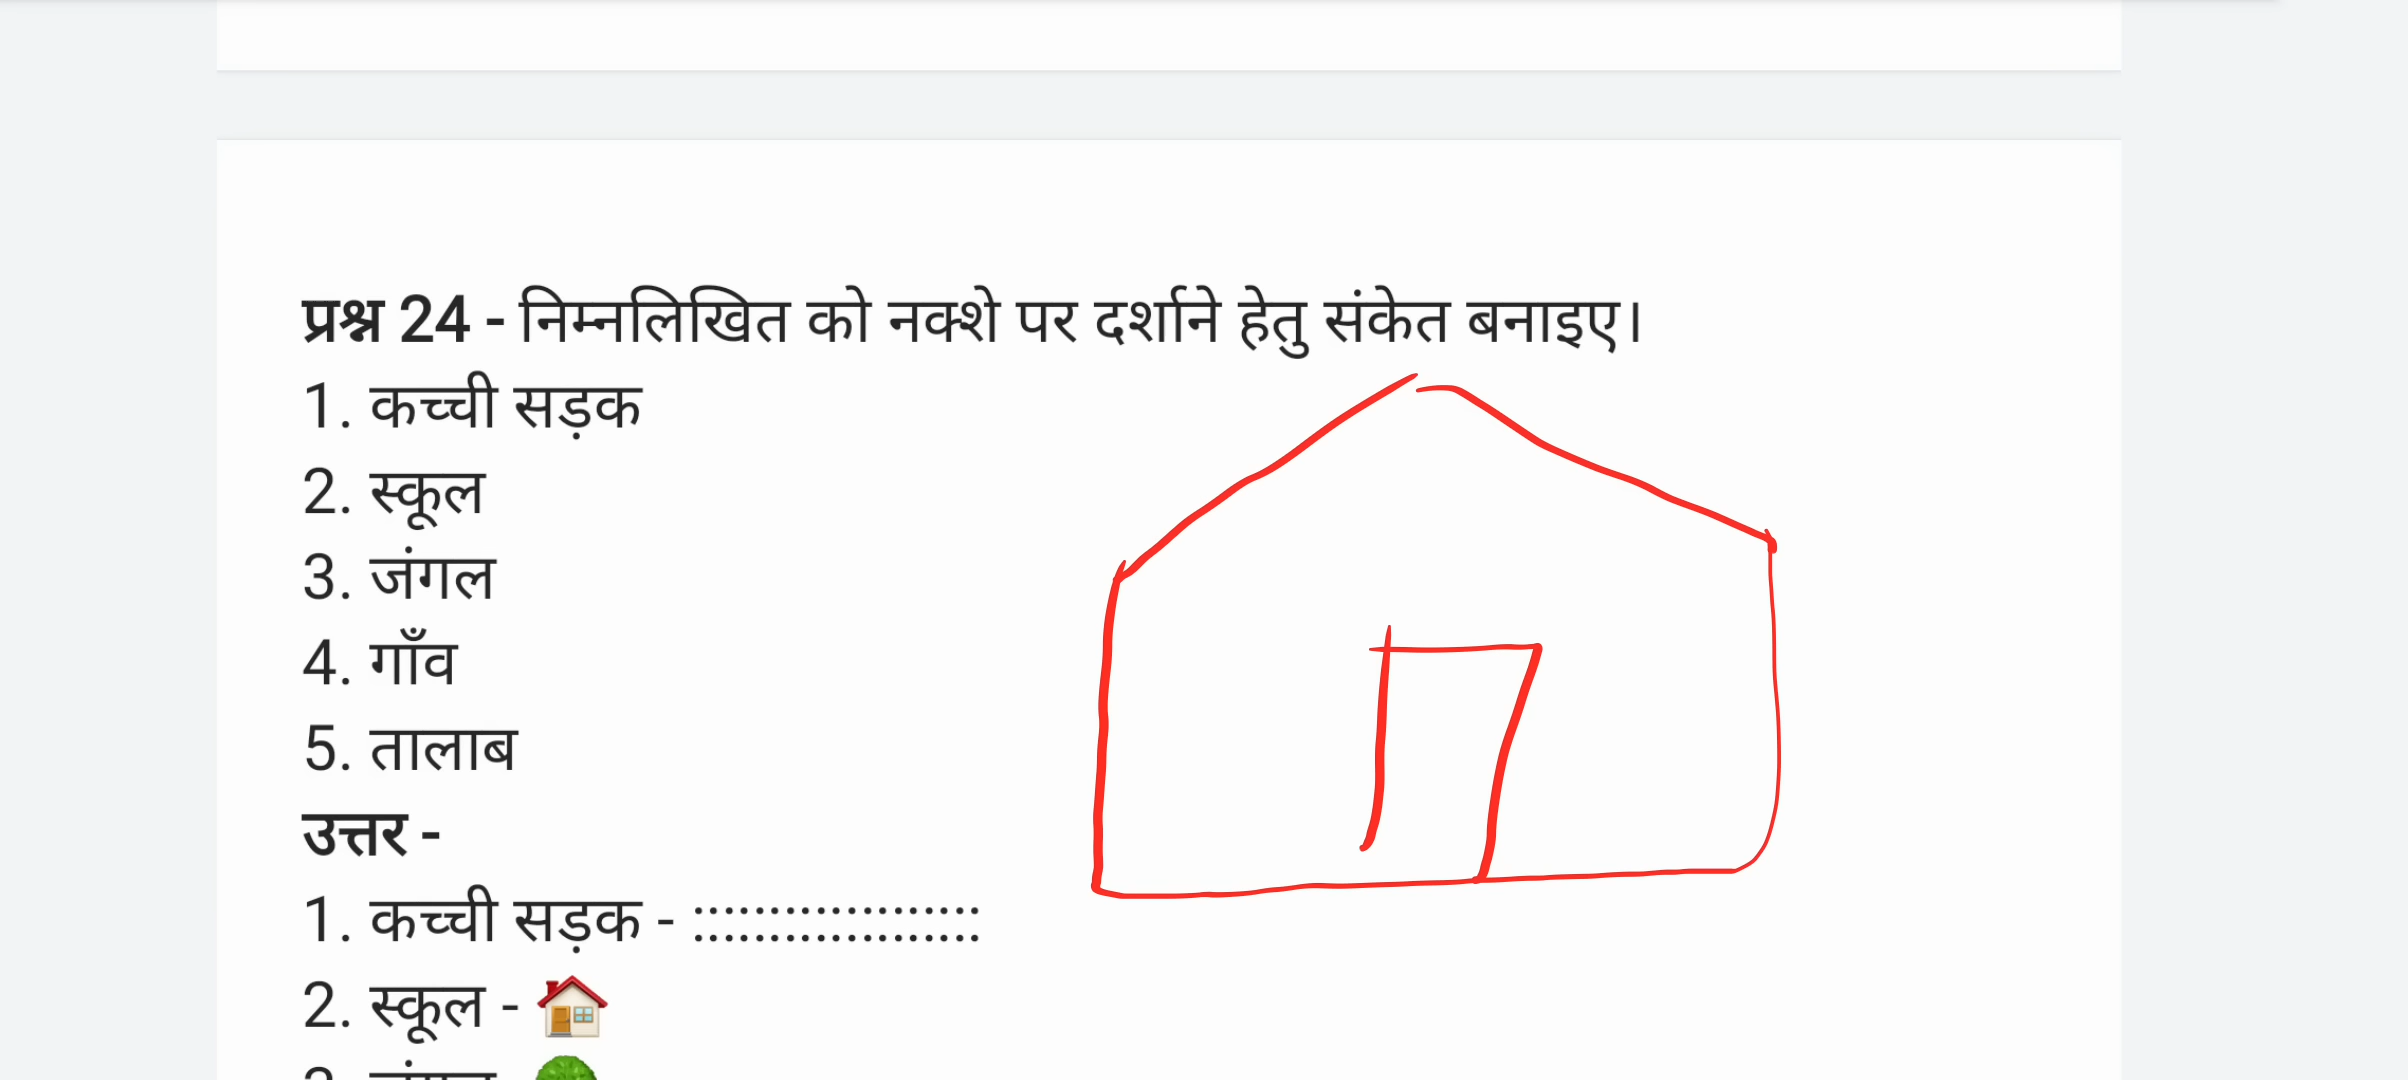 प्रश्न 24 - निम्नलिखित को नक्शे पर दर्शाने हेतु संकेत बनाइए।
1. कच्ची सड़क
2. स्कूल
3. जंगल
4. गाँव
5. तालाब
उत्तर -
1. कच्ची सड़क - :::::::::::::::::::
2. स्कूल - 🏠